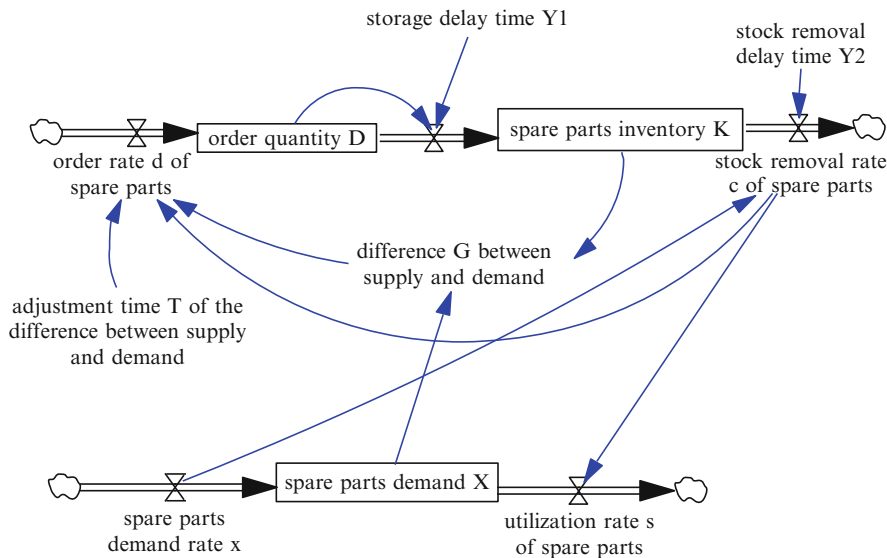 storage delay time Y1
stock removal
delay time Y2
order quantity D
spare parts inventory K
order rate d of
spare parts
stock removal rate
c of spare parts
difference G between
supply and demand
adjustment time T of the
difference between supply
and demand
spare parts demand X
spare parts
demand rate x
utilization rate s
of spare parts